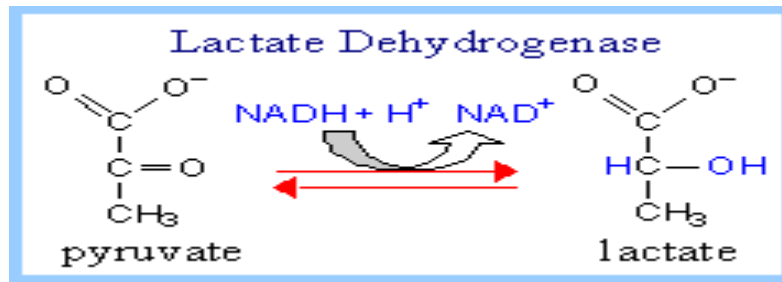 Lactate Dehydrogenase
O O⁻ NADH + H⁺ NAD⁺ O O⁻
C C
C=O HC—OH
CH₃ CH₃
pyruvate lactate